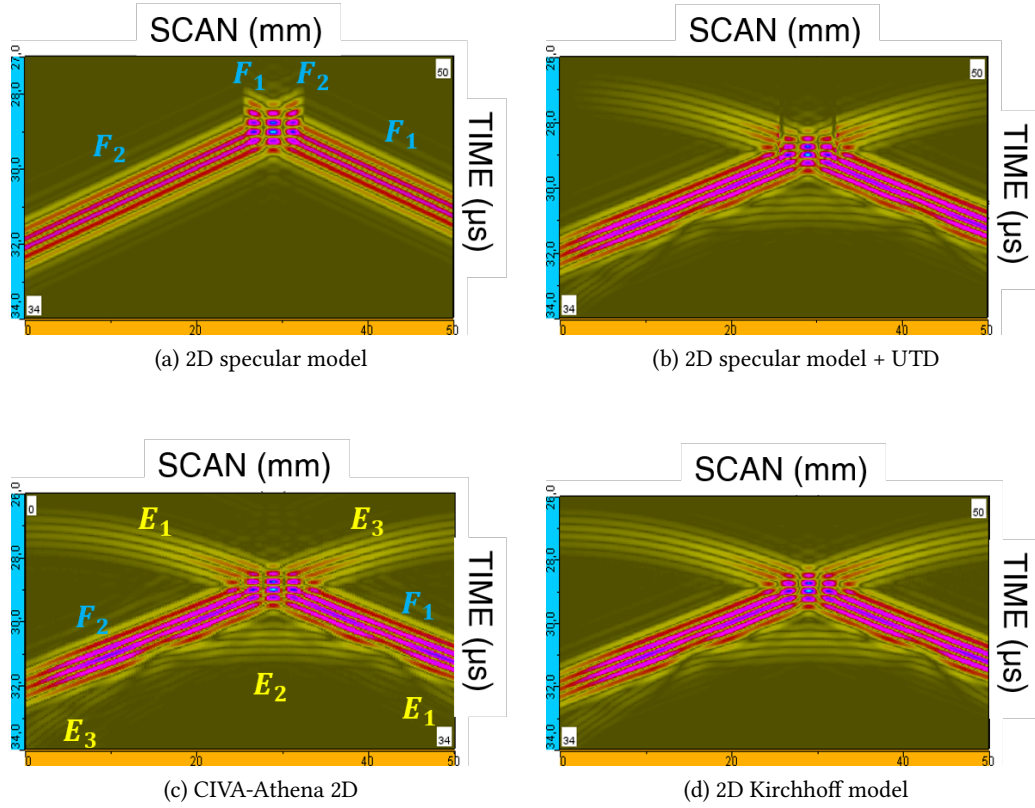 SCAN (mm)
27,0
28,0
30,0
32,0
34,0
F1
F2
F2
F1
50
34
0
20
40
50
TIME (µs)
(a) 2D specular model
SCAN (mm)
26,0
28,0
30,0
32,0
34,0
50
34
0
20
40
50
TIME (µs)
(b) 2D specular model + UTD
SCAN (mm)
26,0
28,0
30,0
32,0
34,0
0
E1
E3
F2
F1
E2
E1
E3
34
0
20
40
50
TIME (µs)
(c) CIVA-Athena 2D
SCAN (mm)
26,0
28,0
30,0
32,0
34,0
50
34
0
20
40
50
TIME (µs)
(d) 2D Kirchhoff model